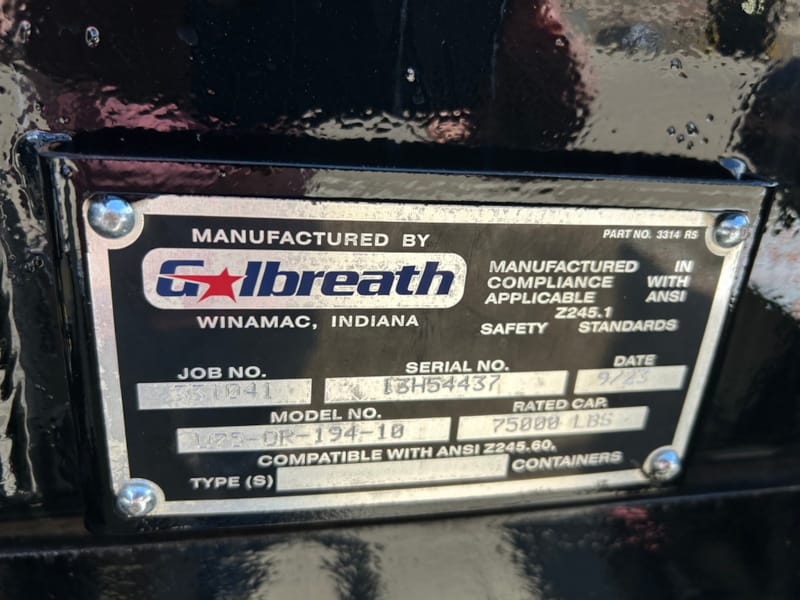 MANUFACTURED BY
PART NO. 3314 RS
Galbreath
WINAMAC, INDIANA
MANUFACTURED IN
COMPLIANCE WITH
APPLICABLE ANSI
Z245.1
SAFETY STANDARDS
JOB NO.
SERIAL NO.
DATE
13H54437
9/23
MODEL NO.
RATED CAP.
75000 LBS
COMPATIBLE WITH ANSI Z245.60.
TYPE (S)
CONTAINERS